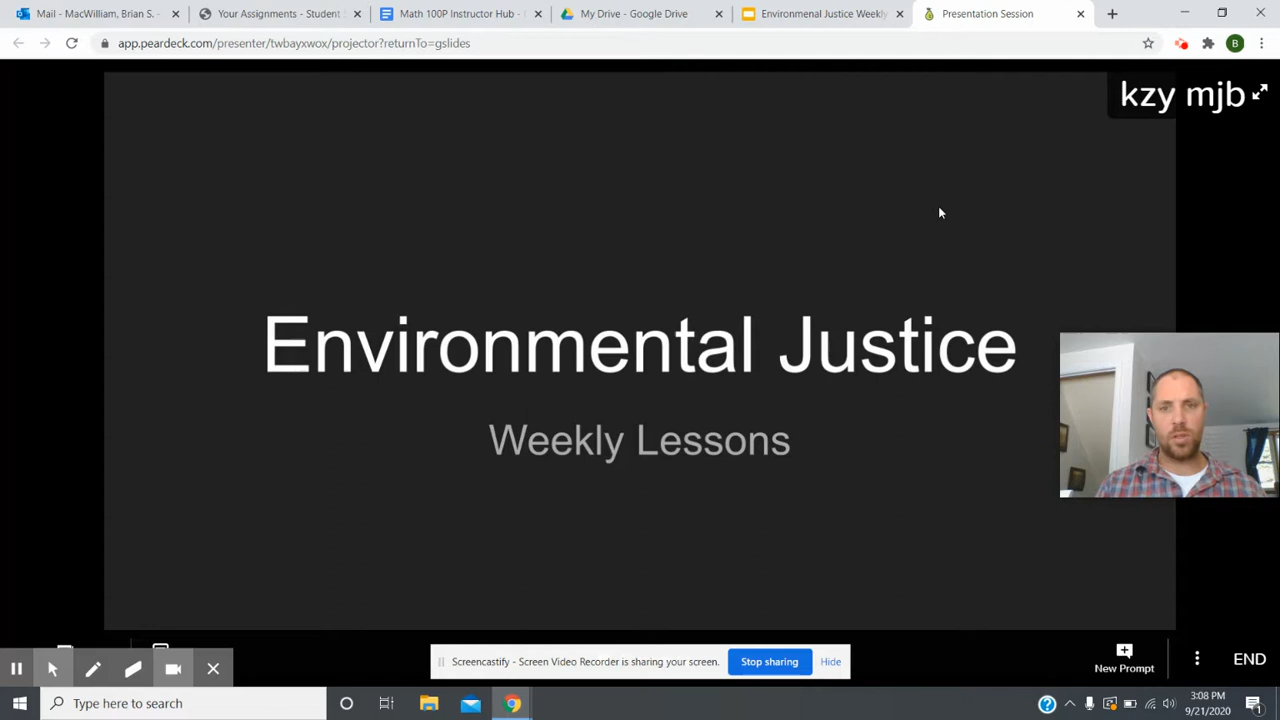 Mail - MacWilliam, Brian S. -
Your Assignments - Student
Math 100P Instructor Hub -
My Drive - Google Drive
Environmenal Justice Weekly
Presentation Session
app.peardeck.com/presenter/twbayxwox/projector?returnTo=gslides
B
kzy mjb
Environmental Justice
Weekly Lessons
Screencastify - Screen Video Recorder is sharing your screen.
Stop sharing
Hide
New Prompt
END
Type here to search
3:08 PM
9/21/2020